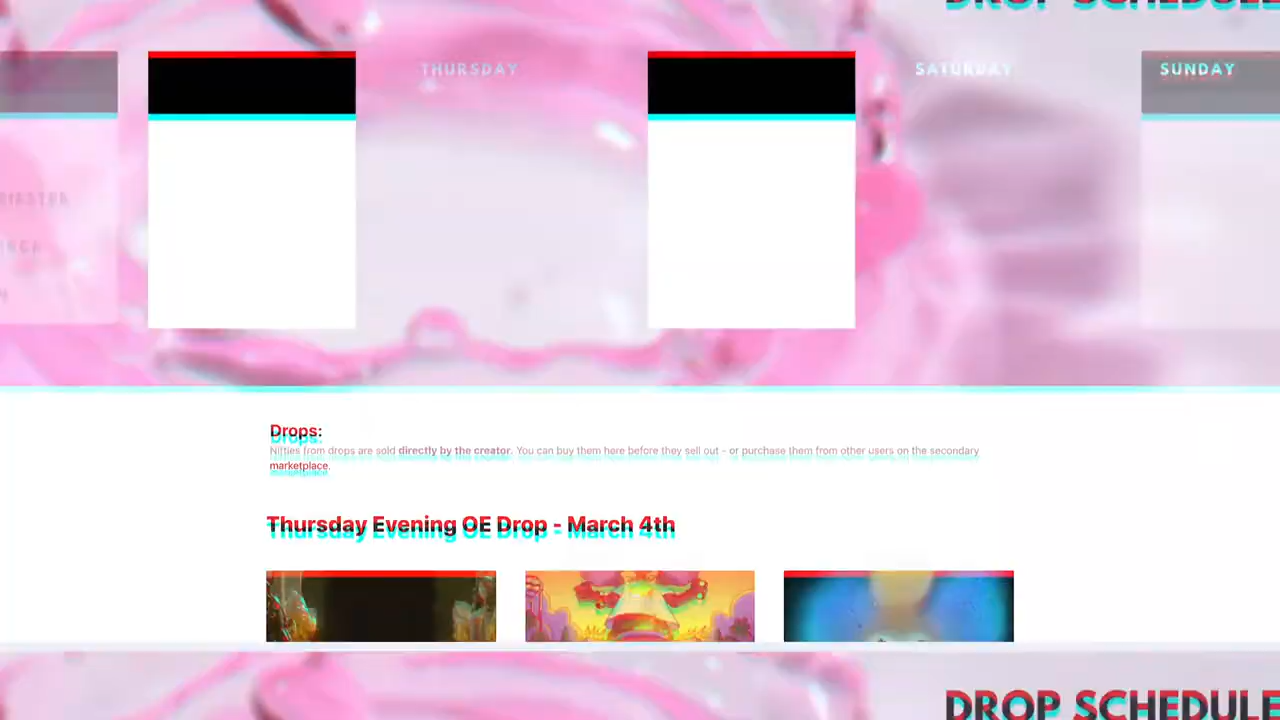 DROP SCHEDULE
THURSDAY
SATURDAY
SUNDAY
Drops:
Nifties from drops are sold directly by the creator. You can buy them here before they sell out - or purchase them from other users on the secondary
marketplace.
Thursday Evening OE Drop - March 4th
DROP SCHEDULE